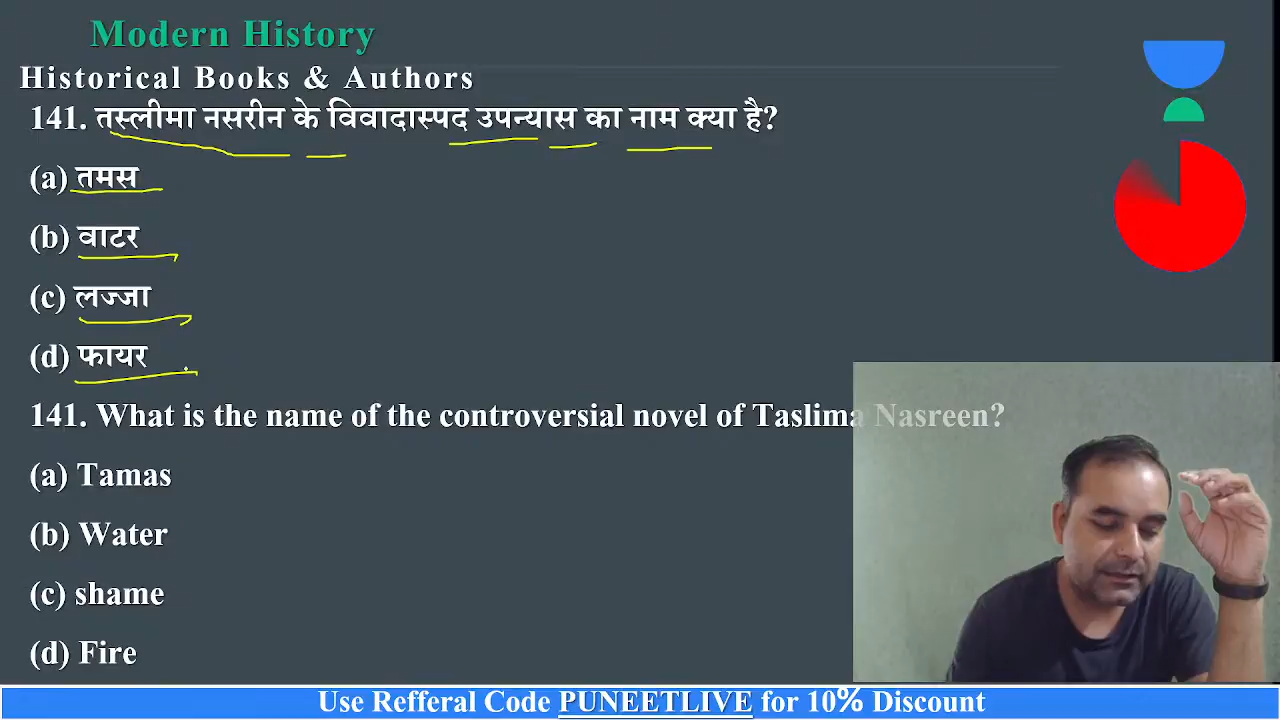 Modern History
Historical Books & Authors
141. तस्लीमा नसरीन के विवादास्पद उपन्यास का नाम क्या है?
(a) तमस
(b) वाटर
(c) लज्जा
(d) फायर
141. What is the name of the controversial novel of Taslima Nasreen?
(a) Tamas
(b) Water
(c) shame
(d) Fire
Use Refferal Code PUNEETLIVE for 10% Discount